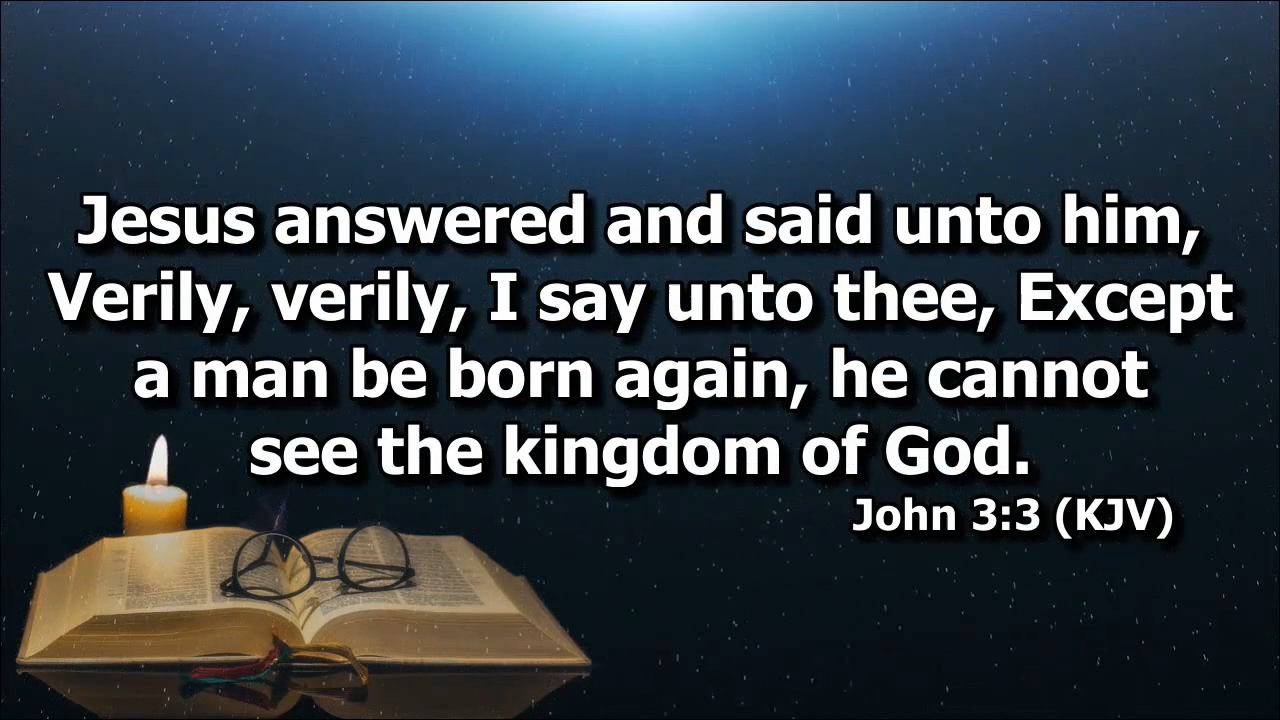 Jesus answered and said unto him,
Verily, verily, I say unto thee, Except
a man be born again, he cannot
see the kingdom of God.
John 3:3 (KJV)